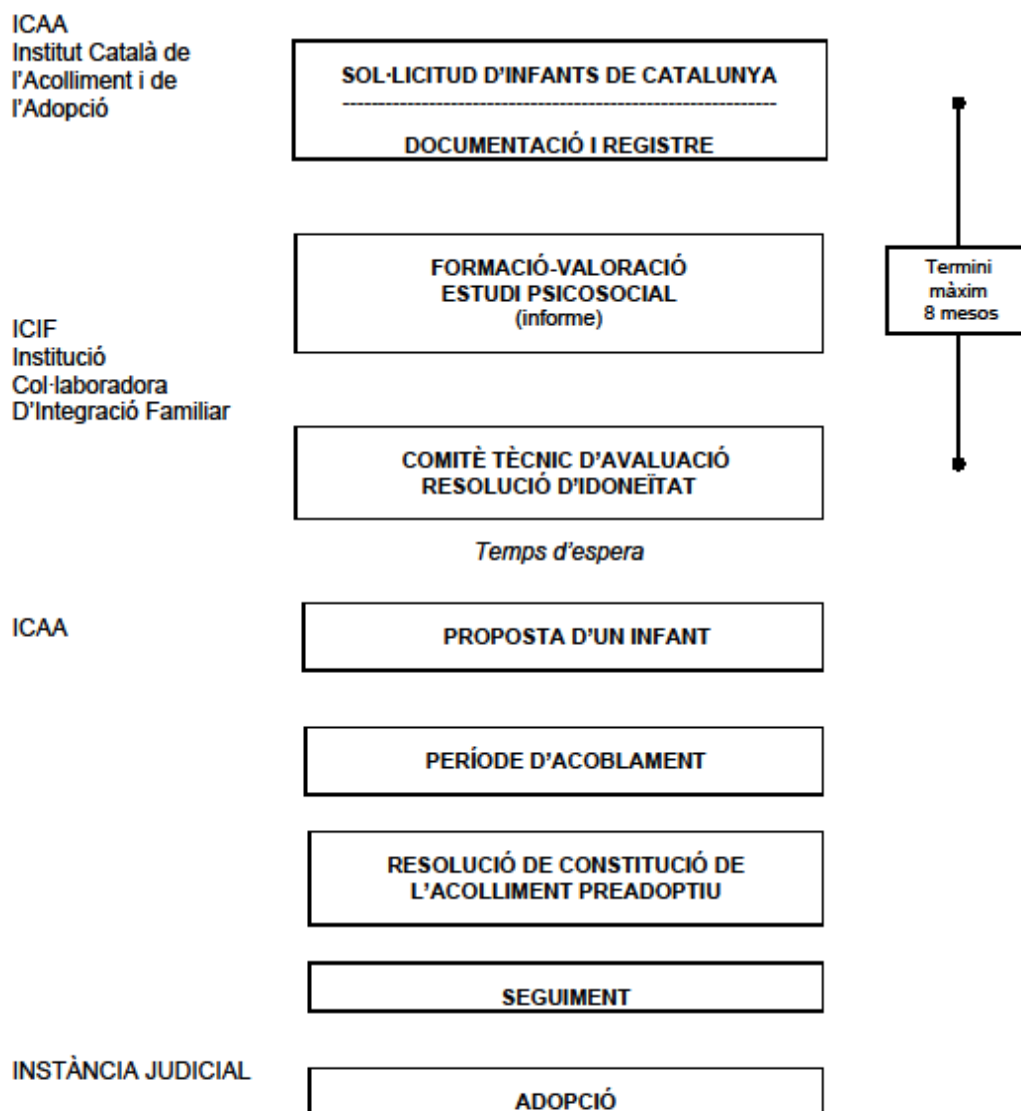 ICAA
Institut Català de
l'Acolliment i de
l'Adopció
SOL·LICITUD D'INFANTS DE CATALUNYA
------------------------------------------------------------
DOCUMENTACIÓ I REGISTRE
FORMACIÓ-VALORACIÓ
ESTUDI PSICOSOCIAL
(informe)
Termini
màxim
8 mesos
ICIF
Institució
Col·laboradora
D'Integració Familiar
COMITÈ TÈCNIC D'AVALUACIÓ
RESOLUCIÓ D'IDONEÏTAT
Temps d'espera
ICAA
PROPOSTA D'UN INFANT
PERÍODE D'ACOBLAMENT
RESOLUCIÓ DE CONSTITUCIÓ DE
L'ACOLLIMENT PREADOPTIU
SEGUIMENT
INSTÀNCIA JUDICIAL
ADOPCIÓ